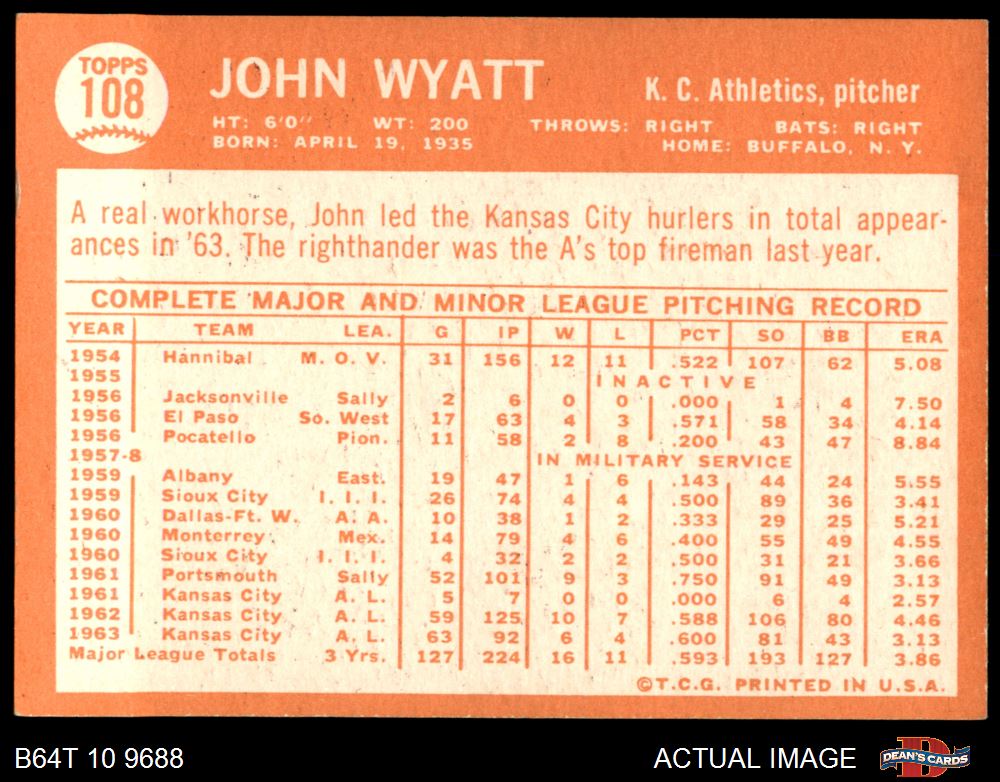 TOPPS
108
JOHN WYATT
K. C. Athletics, pitcher
HT: 6'0" WT: 200 THROWS: RIGHT BATS: RIGHT
BORN: APRIL 19, 1935 HOME: BUFFALO, N. Y.
A real workhorse, John led the Kansas City hurlers in total appear-
ances in '63. The righthander was the A's top fireman last year.
COMPLETE MAJOR AND MINOR LEAGUE PITCHING RECORD
YEAR TEAM LEA. G IP W L PCT SO BB ERA
1954 Hannibal M. O. V. 31 156 12 11 .522 107 62 5.08
1955 INACTIVE
1956 Jacksonville Sally 2 6 0 0 .000 1 4 7.50
1956 El Paso So. West 17 63 4 3 .571 58 34 4.14
1956 Pocatello Pion. 11 58 2 8 .200 43 47 8.84
1957-8 IN MILITARY SERVICE
1959 Albany East. 19 47 1 6 .143 44 24 5.55
1959 Sioux City I. I. I. 26 74 4 4 .500 89 36 3.41
1960 Dallas-Ft. W. A. A. 10 38 1 2 .333 29 25 5.21
1960 Monterrey Mex. 14 79 4 6 .400 55 49 4.55
1960 Sioux City I. I. I. 4 32 2 2 .500 31 21 3.66
1961 Portsmouth Sally 52 101 9 3 .750 91 49 3.13
1961 Kansas City A. L. 5 7 0 0 .000 6 4 2.57
1962 Kansas City A. L. 59 125 10 7 .588 106 80 4.46
1963 Kansas City A. L. 63 92 6 4 .600 81 43 3.13
Major League Totals 3 Yrs. 127 224 16 11 .593 193 127 3.86
©T.C.G. PRINTED IN U.S.A.
B64T 10 9688 ACTUAL IMAGE DEAN'S CARDS